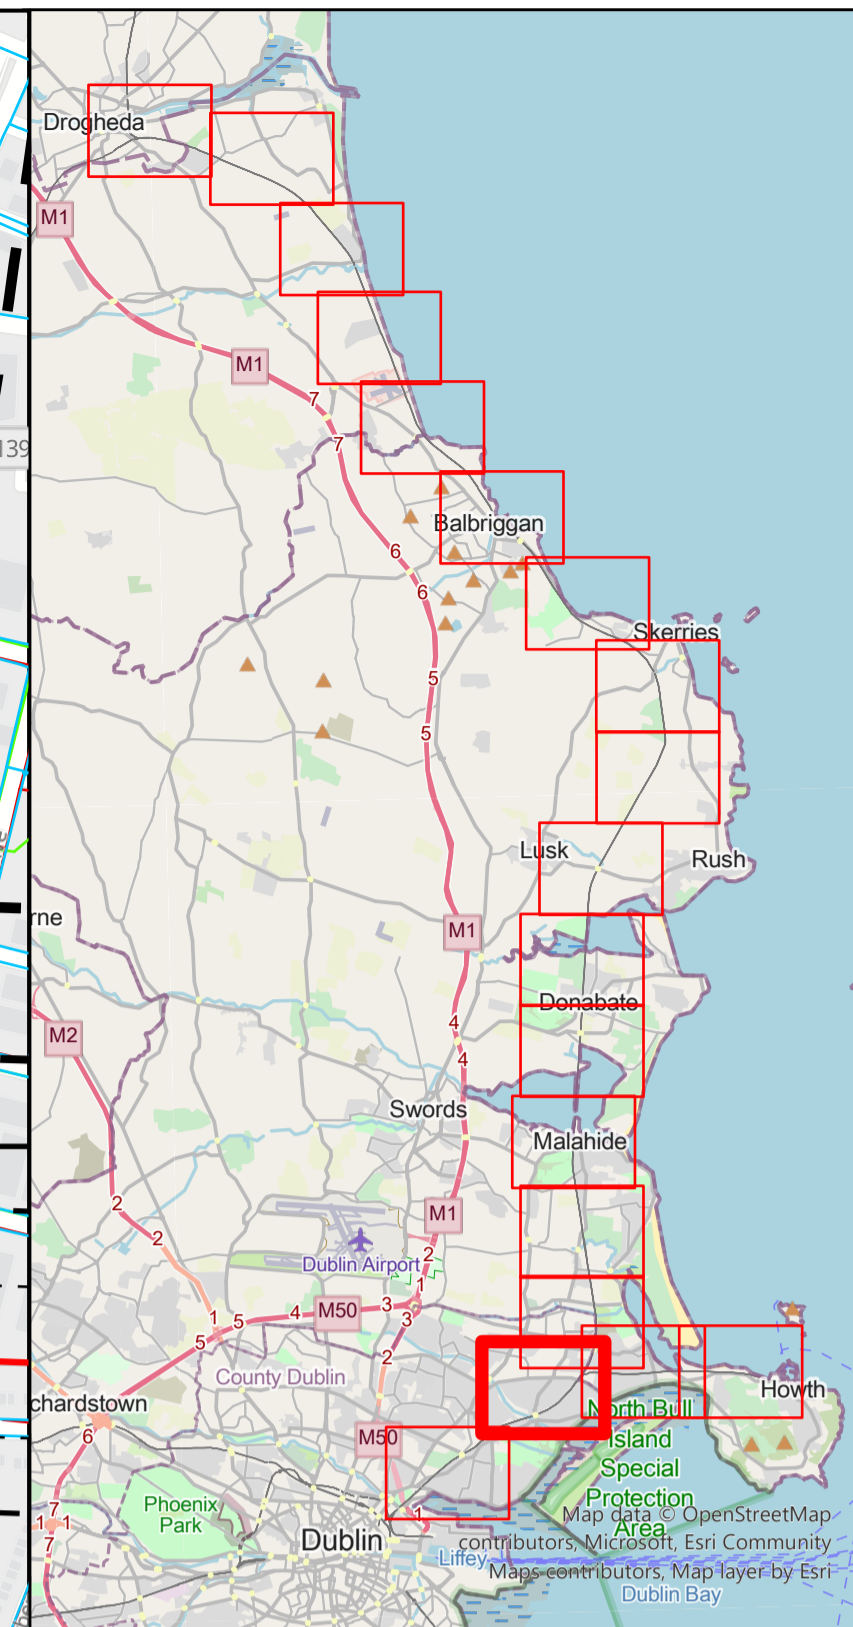 Drogheda
M1
M1
7
139
7
Balbriggan
6
6
Skerries
5
5
Lusk
Rush
rne
M1
Donabate
4
M2
4
Swords
Malahide
2
M1
2
Dublin Airport
2
1
1
5
4
M50
3
3
5
2
County Dublin
chardstown
Howth
North Bull
Island
Special
Protection
Area
6
M50
Phoenix
Park
7
1
1
7
1
Dublin
Liffey
Map data © OpenStreetMap
contributors, Microsoft, Esri Community
Maps contributors, Map layer by Esri
Dublin Bay